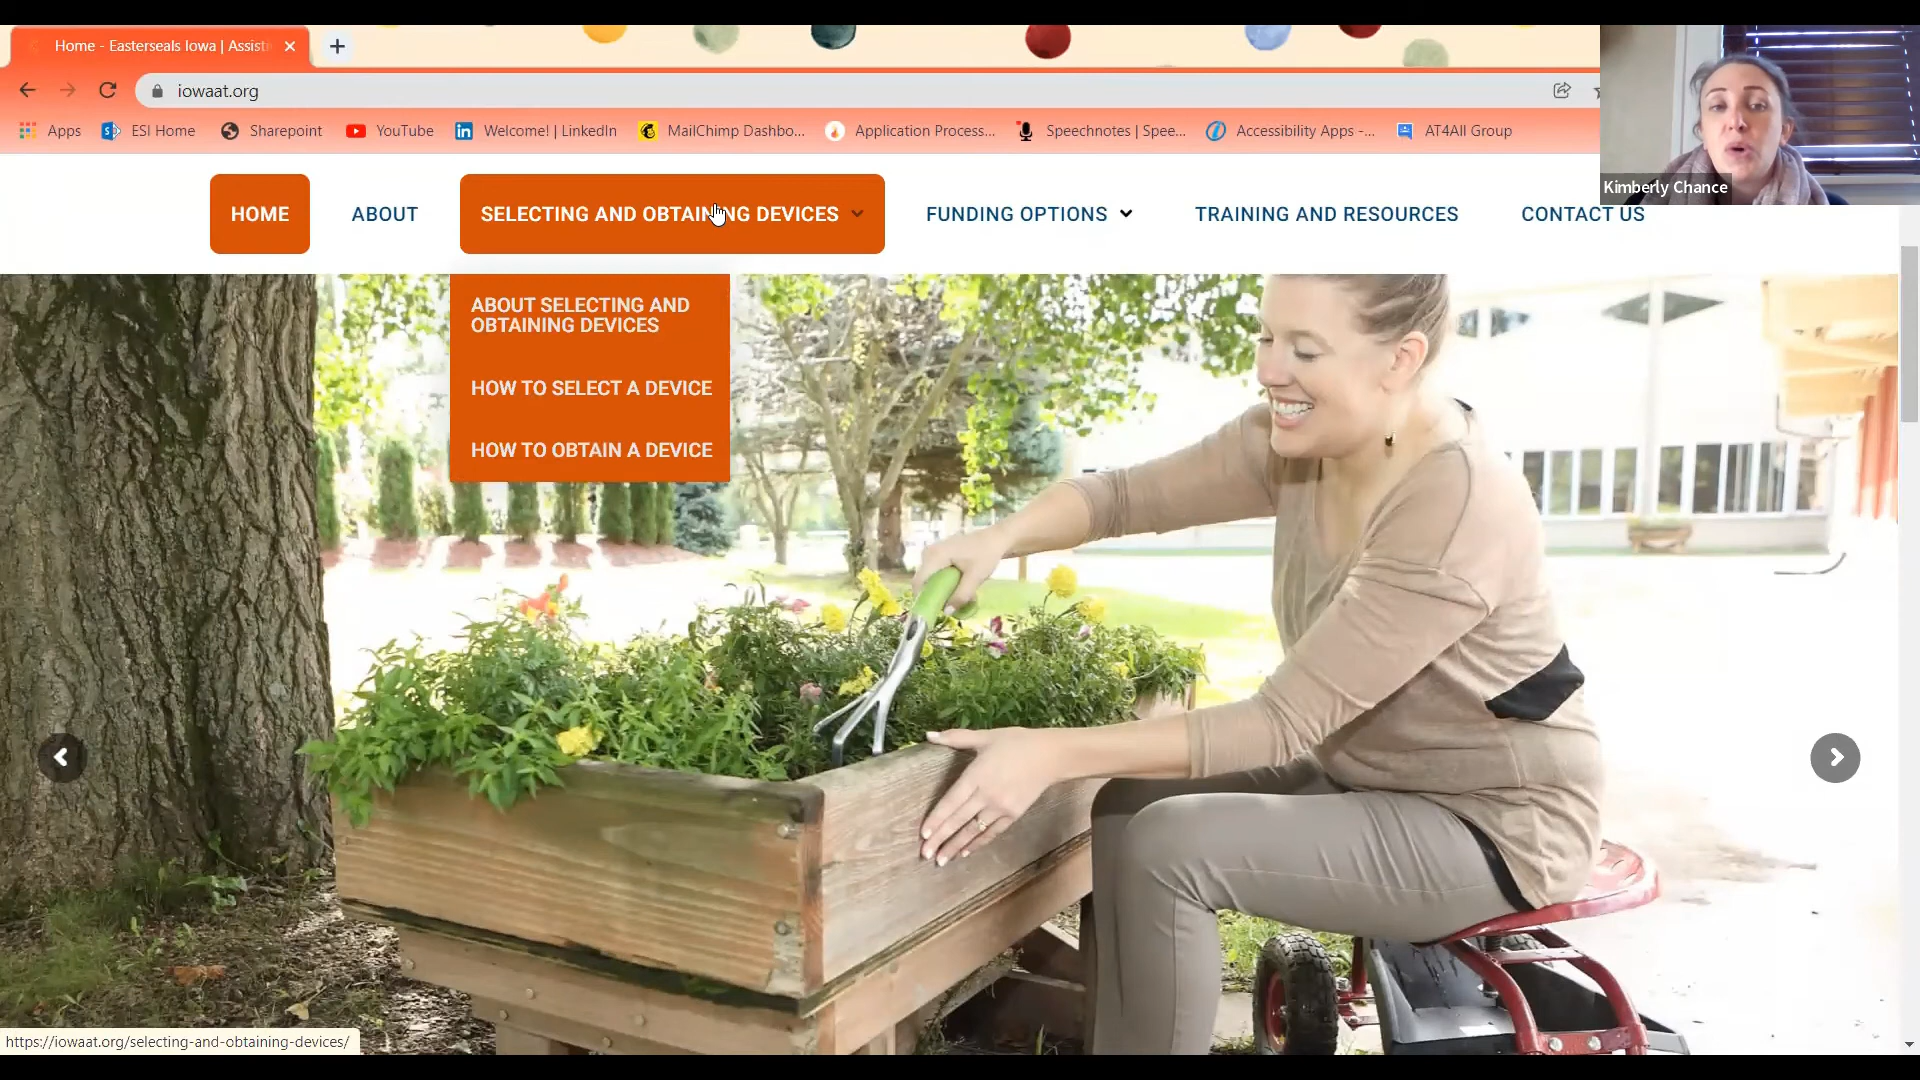 Home - Easterseals Iowa | Assisti
iowaat.org
Apps
ESI Home
Sharepoint
YouTube
Welcome! | LinkedIn
MailChimp Dashbo...
Application Process...
Speechnotes | Spee...
Accessibility Apps -...
AT4All Group
Kimberly Chance
HOME
ABOUT
SELECTING AND OBTAINING DEVICES
FUNDING OPTIONS
TRAINING AND RESOURCES
CONTACT US
ABOUT SELECTING AND
OBTAINING DEVICES
HOW TO SELECT A DEVICE
HOW TO OBTAIN A DEVICE
https://iowaat.org/selecting-and-obtaining-devices/